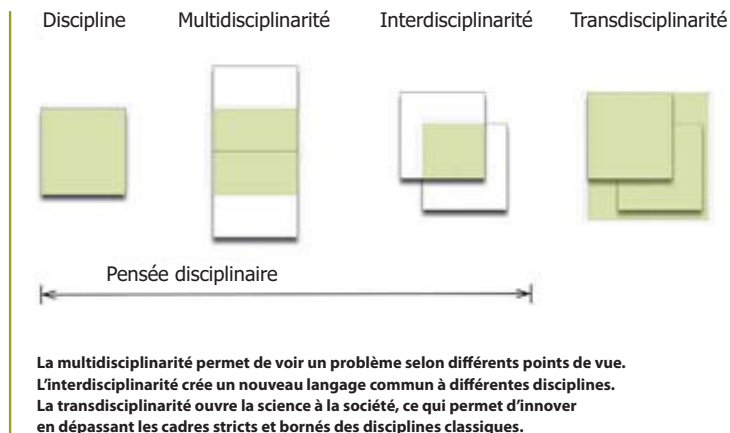 Discipline Multidisciplinarité Interdisciplinarité Transdisciplinarité
Pensée disciplinaire
La multidisciplinarité permet de voir un problème selon différents points de vue.
L'interdisciplinarité crée un nouveau langage commun à différentes disciplines.
La transdisciplinarité ouvre la science à la société, ce qui permet d'innover
en dépassant les cadres stricts et bornés des disciplines classiques.